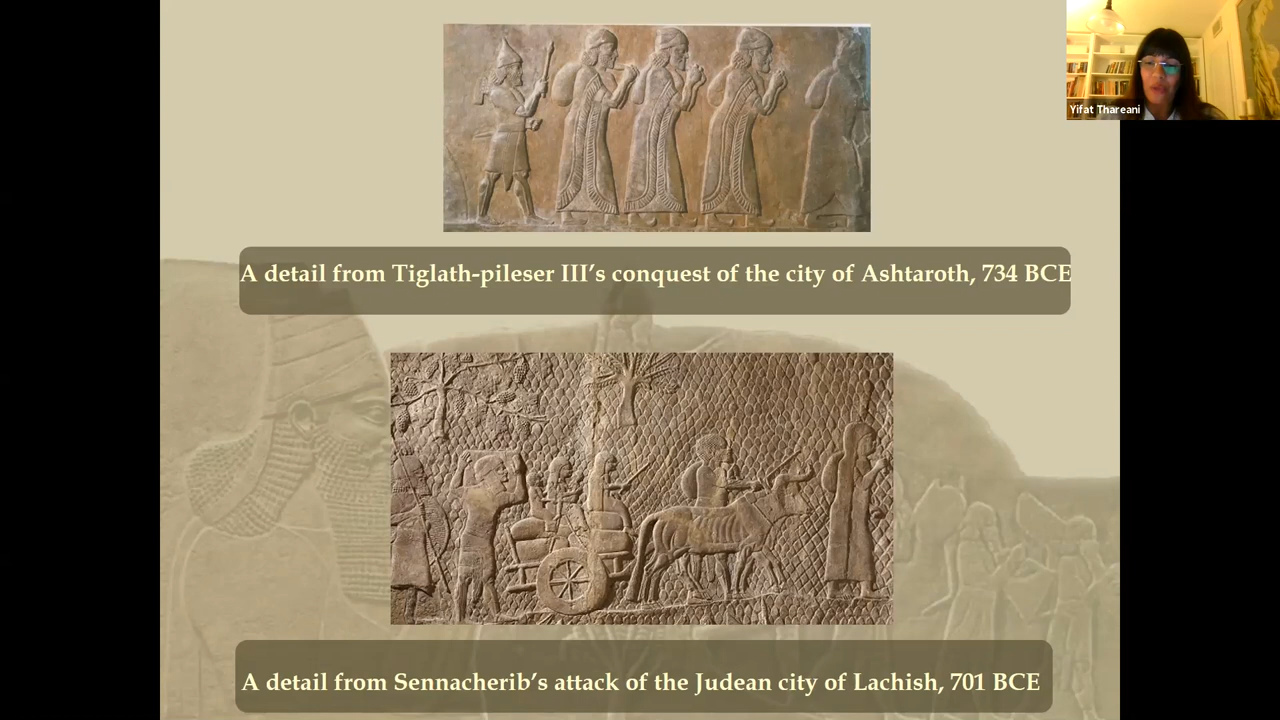 Yifat Thareani
A detail from Tiglath-pileser III’s conquest of the city of Ashtaroth, 734 BCE
A detail from Sennacherib’s attack of the Judean city of Lachish, 701 BCE